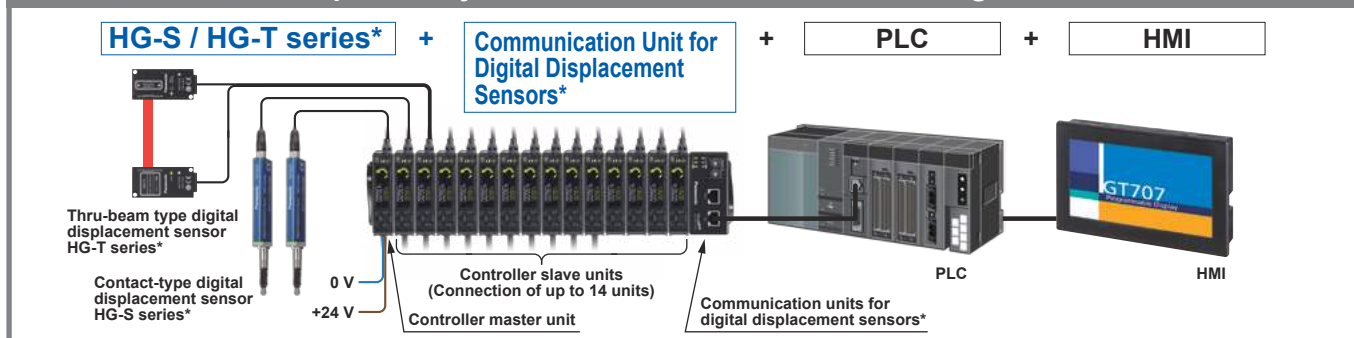 HG-S / HG-T series*
+
Communication Unit for
Digital Displacement
Sensors*
+
PLC
+
HMI
Thru-beam type digital
displacement sensor
HG-T series*
Contact-type digital
displacement sensor
HG-S series*
0 V
+24 V
Controller slave units
(Connection of up to 14 units)
Controller master unit
Communication units for
digital displacement sensors*
PLC
GT707
Programmable Display
HMI